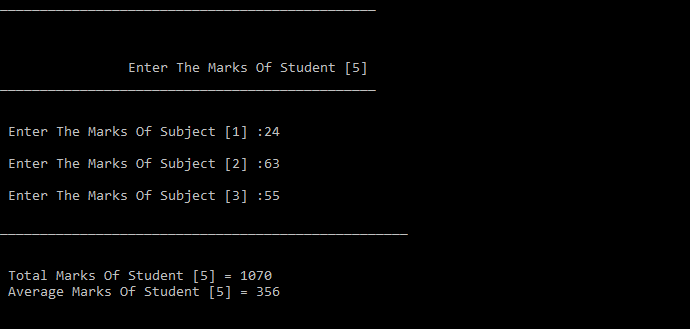 Enter The Marks Of Student [5]
Enter The Marks Of Subject [1] :24
Enter The Marks Of Subject [2] :63
Enter The Marks Of Subject [3] :55
Total Marks Of Student [5] = 1070
Average Marks Of Student [5] = 356